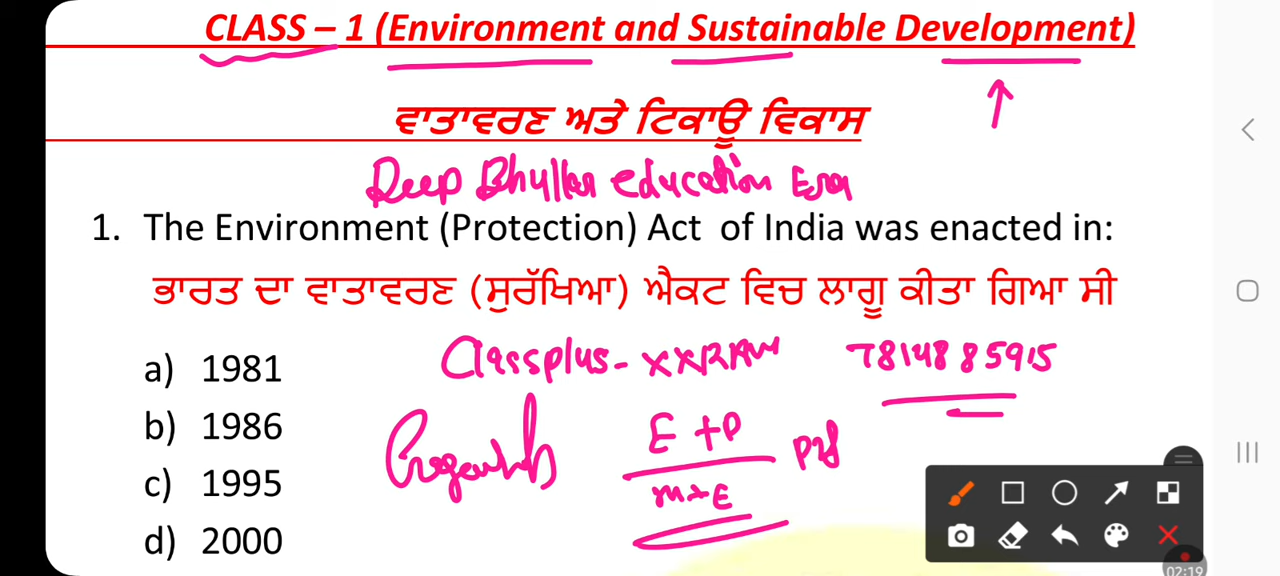 CLASS – 1 (Environment and Sustainable Development)
ਵਾਤਾਵਰਣ ਅਤੇ ਟਿਕਾਊ ਵਿਕਾਸ
Deep Bhullar education Era
1. The Environment (Protection) Act of India was enacted in:
ਭਾਰਤ ਦਾ ਵਾਤਾਵਰਣ (ਸੁਰੱਖਿਆ) ਐਕਟ ਵਿਚ ਲਾਗੂ ਕੀਤਾ ਗਿਆ ਸੀ
a) 1981
Classplus - 7814885915
b) 1986
E + P
pdf
c) 1995
m + E
d) 2000
02:19